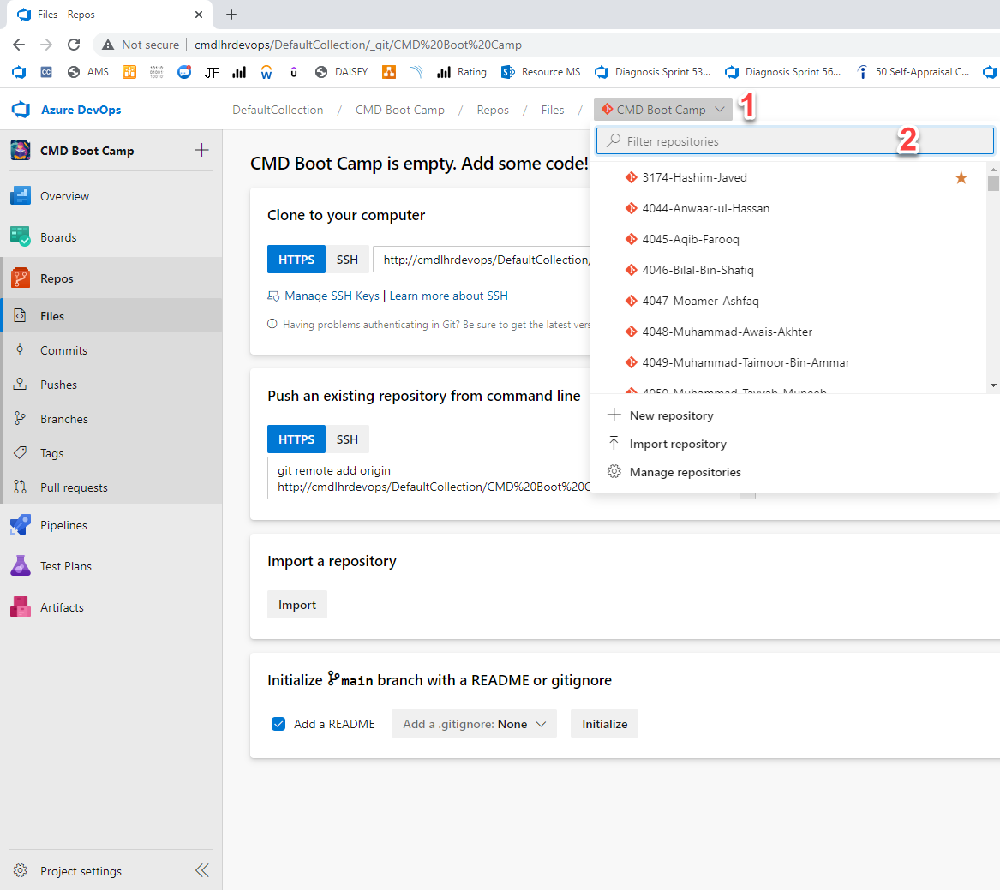 Files - Repos
Not secure | cmdlhrdevops/DefaultCollection/_git/CMD%20Boot%20Camp
CC AMS 10110 01001 10101 JF W DAISEY Rating Resource MS Diagnosis Sprint 53... Diagnosis Sprint 56... 50 Self-Appraisal C...
Azure DevOps
DefaultCollection / CMD Boot Camp / Repos / Files / CMD Boot Camp 1
CMD Boot Camp
Overview
Boards
Repos
Files
Commits
Pushes
Branches
Tags
Pull requests
Pipelines
Test Plans
Artifacts
Project settings
Filter repositories 2
3174-Hashim-Javed
4044-Anwaar-ul-Hassan
4045-Aqib-Farooq
4046-Bilal-Bin-Shafiq
4047-Moamer-Ashfaq
4048-Muhammad-Awais-Akhter
4049-Muhammad-Taimoor-Bin-Ammar
4050-Muhammad-Tayyab-Muneeb
New repository
Import repository
Manage repositories
CMD Boot Camp is empty. Add some code!
Clone to your computer
HTTPS SSH http://cmdlhrdevops/DefaultCollection/
Manage SSH Keys | Learn more about SSH
Having problems authenticating in Git? Be sure to get the latest vers
Push an existing repository from command line
HTTPS SSH
git remote add origin
http://cmdlhrdevops/DefaultCollection/CMD%20Boot%20C
Import a repository
Import
Initialize main branch with a README or gitignore
Add a README Add a .gitignore: None Initialize